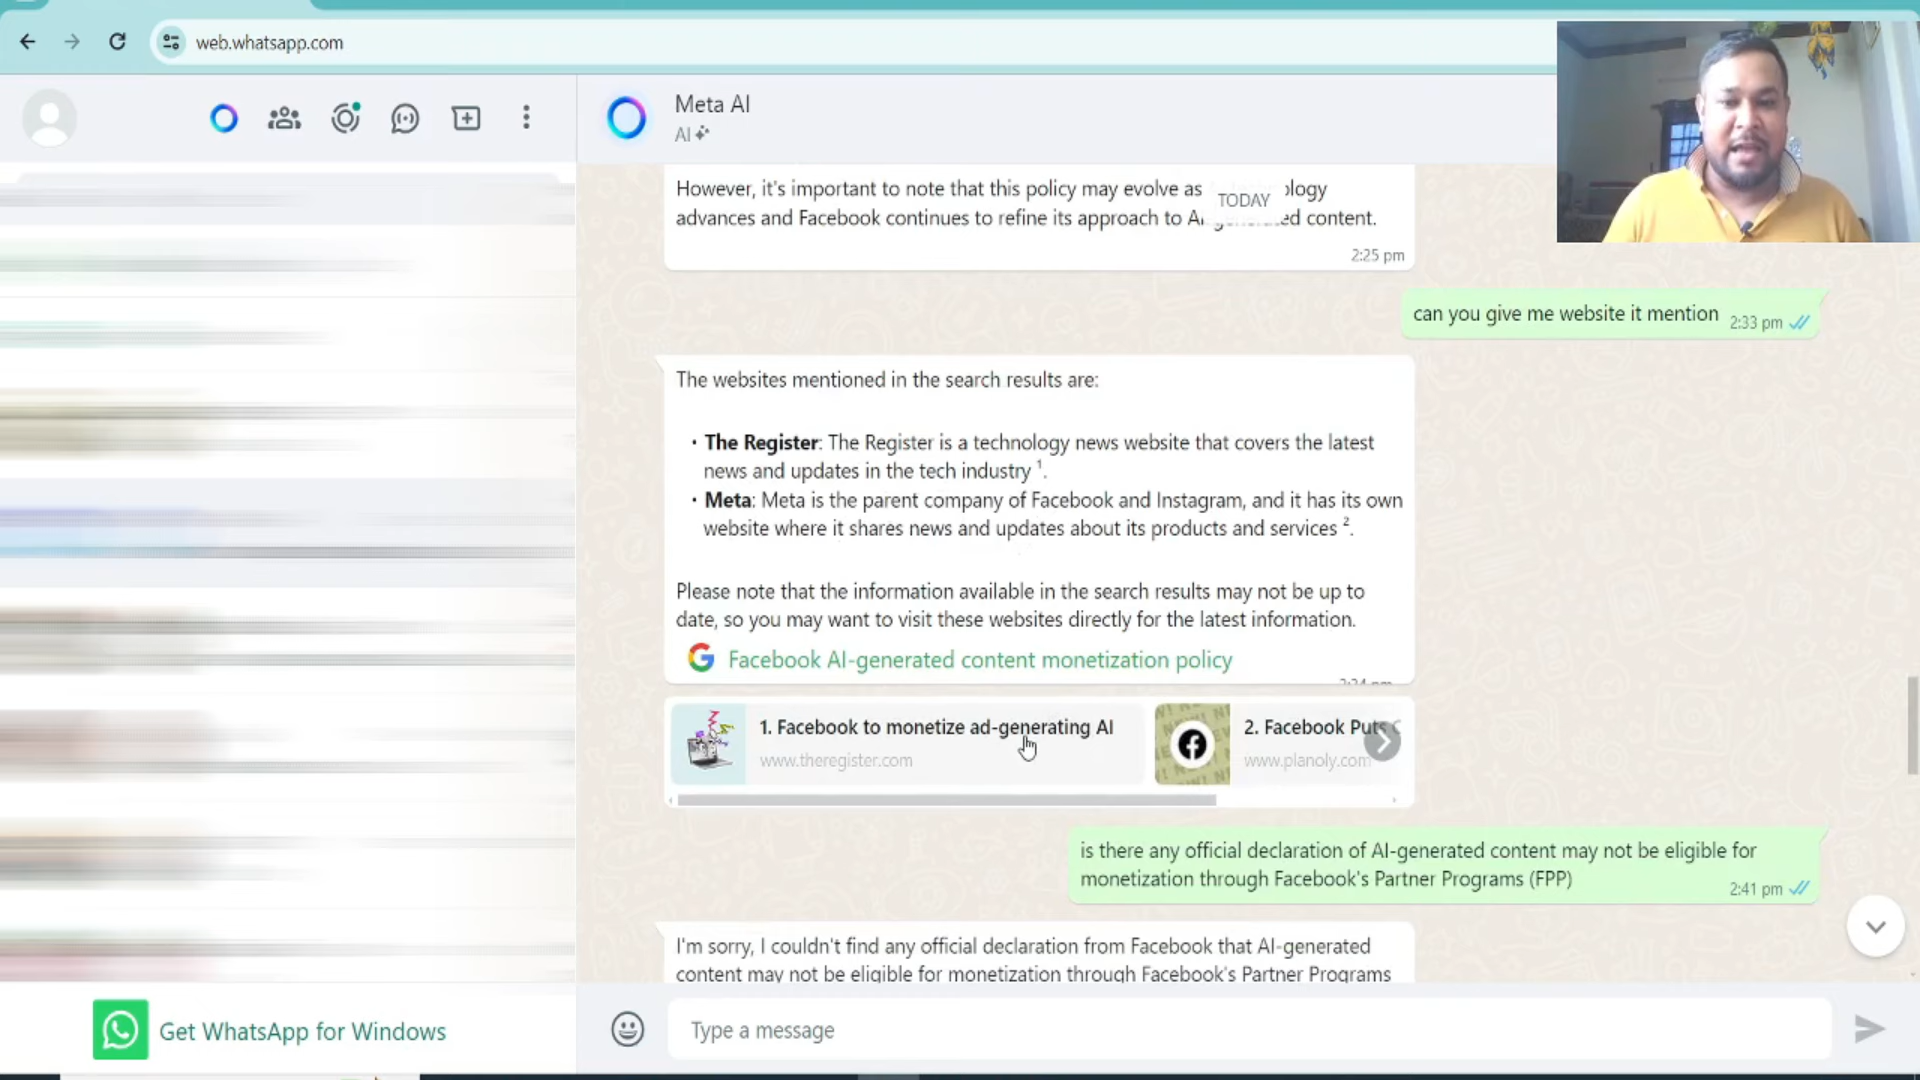 web.whatsapp.com
Meta AI
AI
However, it's important to note that this policy may evolve as
TODAY
advances and Facebook continues to refine its approach to content.
2:25 pm
can you give me website it mention
2:33 pm
The websites mentioned in the search results are:
• The Register: The Register is a technology news website that covers the latest
news and updates in the tech industry ¹.
• Meta: Meta is the parent company of Facebook and Instagram, and it has its own
website where it shares news and updates about its products and services ².
Please note that the information available in the search results may not be up to
date, so you may want to visit these websites directly for the latest information.
G Facebook AI-generated content monetization policy
1. Facebook to monetize ad-generating AI
www.theregister.com
2. Facebook Puts
www.planoly.com
is there any official declaration of AI-generated content may not be eligible for
monetization through Facebook's Partner Programs (FPP)
2:41 pm
I'm sorry, I couldn't find any official declaration from Facebook that AI-generated
content may not be eligible for monetization through Facebook's Partner Programs
Get WhatsApp for Windows
Type a message